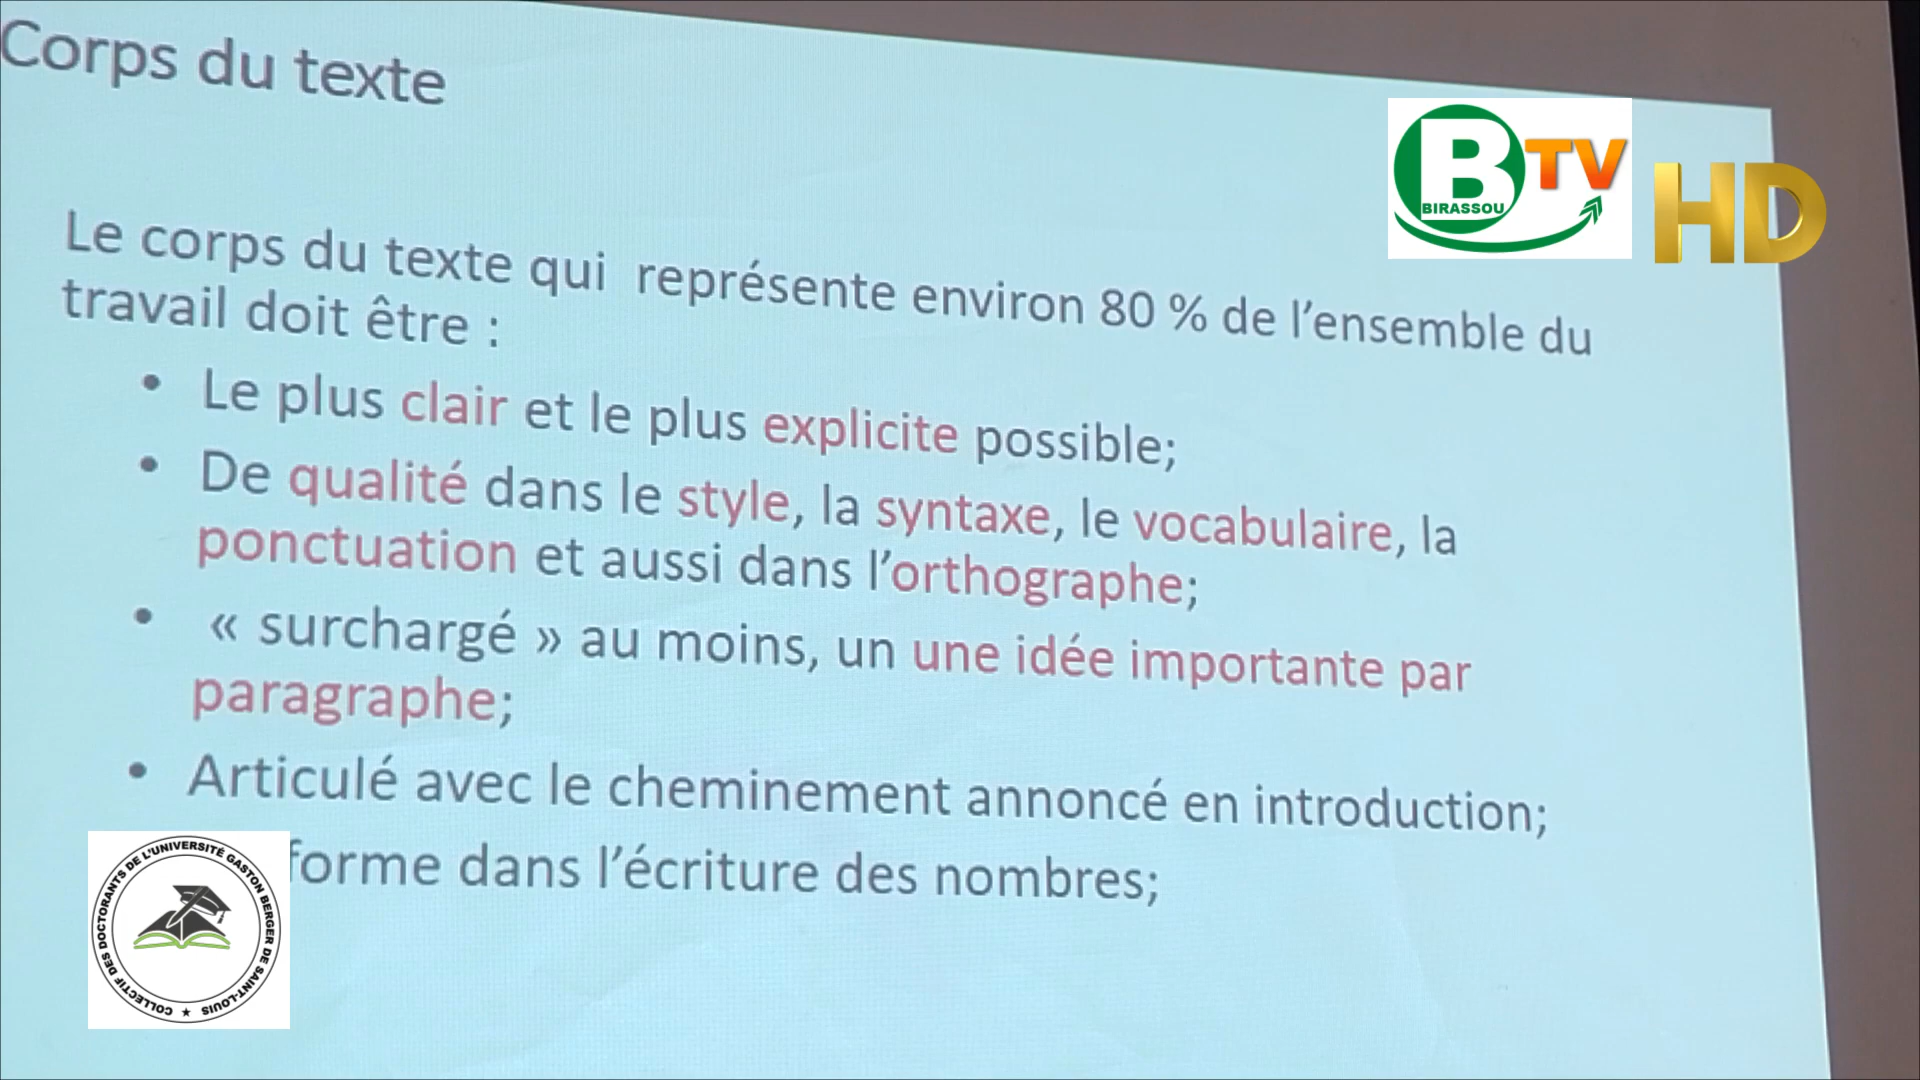 Corps du texte
B TV
BIRASSOU
HD
Le corps du texte qui représente environ 80 % de l'ensemble du
travail doit être :
• Le plus clair et le plus explicite possible;
• De qualité dans le style, la syntaxe, le vocabulaire, la
ponctuation et aussi dans l'orthographe;
• « surchargé » au moins, un une idée importante par
paragraphe;
• Articulé avec le cheminement annoncé en introduction;
forme dans l'écriture des nombres;
COLLECTIF DES DOCTORANTS DE L'UNIVERSITÉ GASTON BERGER DE SAINT-LOUIS ★